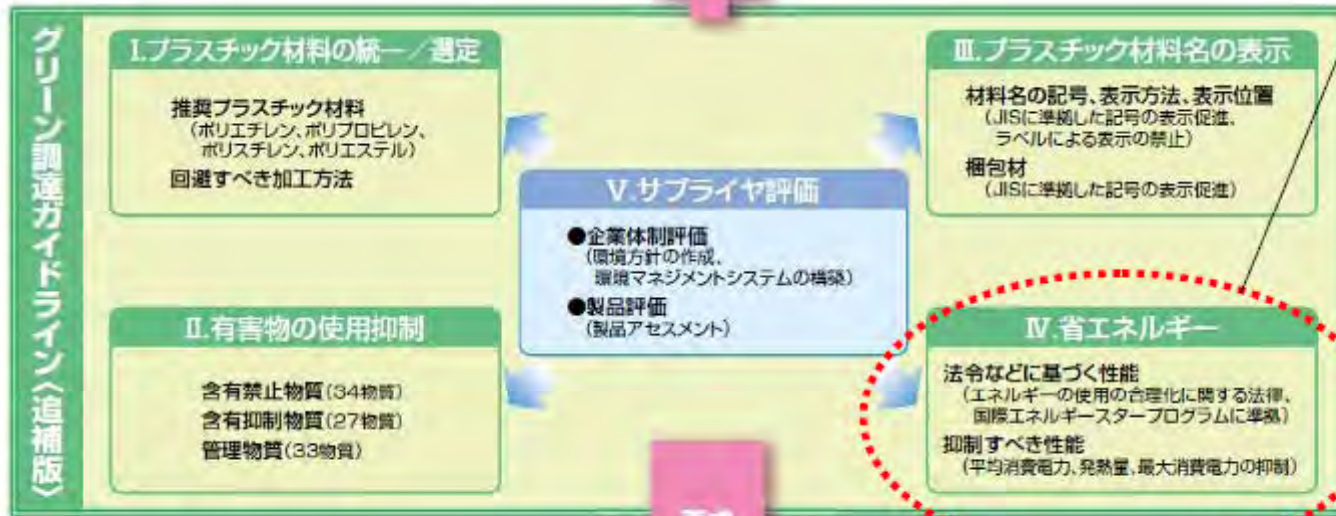 グリーン調達ガイドライン〈追補版〉
I.プラスチック材料の統一／選定
推奨プラスチック材料
(ポリエチレン、ポリプロピレン、
ポリスチレン、ポリエステル)
回避すべき加工方法
II.有害物の使用抑制
含有禁止物質(34物質)
含有抑制物質(27物質)
管理物質(33物質)
V.サプライヤ評価
●企業体制評価
(環境方針の作成、
環境マネジメントシステムの構築)
●製品評価
(製品アセスメント)
III.プラスチック材料名の表示
材料名の記号、表示方法、表示位置
(JISに準拠した記号の表示促進、
ラベルによる表示の禁止)
梱包材
(JISに準拠した記号の表示促進)
IV.省エネルギー
法令などに基づく性能
(エネルギーの使用の合理化に関する法律、
国際エネルギースタープログラムに準拠)
抑制すべき性能
(平均消費電力、発熱量、最大消費電力の抑制)